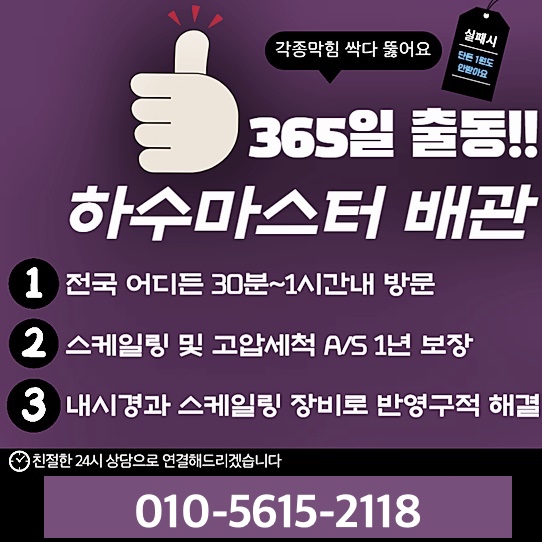 각종막힘 싹다 뚫어요
실패시
단돈 1원도
안받아요
365일 출동!!
하수마스터 배관
1 전국 어디든 30분~1시간내 방문
2 스케일링 및 고압세척 A/S 1년 보장
3 내시경과 스케일링 장비로 반영구적 해결
친절한 24시 상담으로 연결해드리겠습니다
010-5615-2118